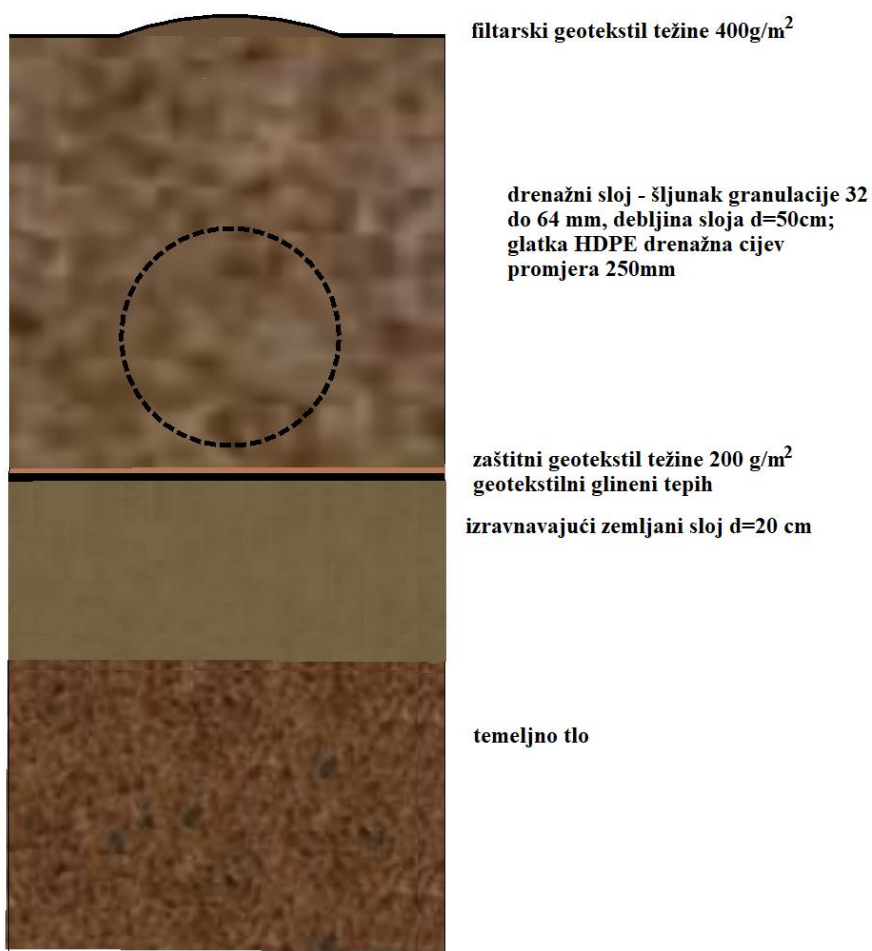 filtarski geotekstil težine 400g/m²
drenažni sloj - šljunak granulacije 32
do 64 mm, debljina sloja d=50cm;
glatka HDPE drenažna cijev
promjera 250mm
zaštitni geotekstil težine 200 g/m²
geotekstilni glineni tepih
izravnavajući zemljani sloj d=20 cm
temeljno tlo